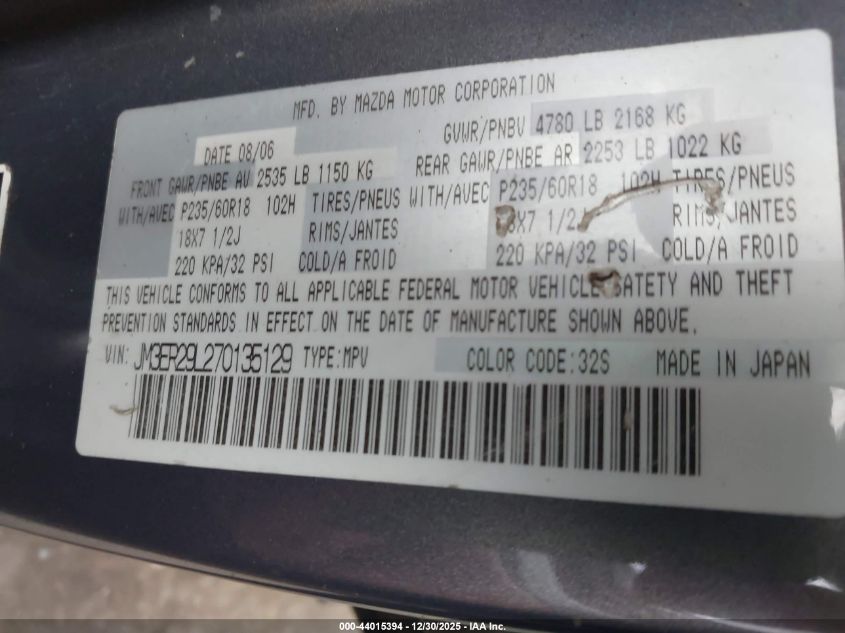 MFD. BY MAZDA MOTOR CORPORATION
DATE 08/06 GVWR/PNBV 4780 LB 2168 KG
FRONT GAWR/PNBE AV 2535 LB 1150 KG REAR GAWR/PNBE AR 2253 LB 1022 KG
WITH/AVEC P235/60R18 102H TIRES/PNEUS WITH/AVEC P235/60R18 102H TIRES/PNEUS
18X7 1/2J RIMS/JANTES 18X7 1/2J RIMS/JANTES
220 KPA/32 PSI COLD/A FROID 220 KPA/32 PSI COLD/A FROID
THIS VEHICLE CONFORMS TO ALL APPLICABLE FEDERAL MOTOR VEHICLE SATETY AND THEFT
PREVENTION STANDARDS IN EFFECT ON THE DATE OF MANUFACTURE SHOWN ABOVE.
VIN: JM3ER29L270135129 TYPE:MPV COLOR CODE:32S MADE IN JAPAN
000-44015394 - 12/30/2025 - IAA Inc.